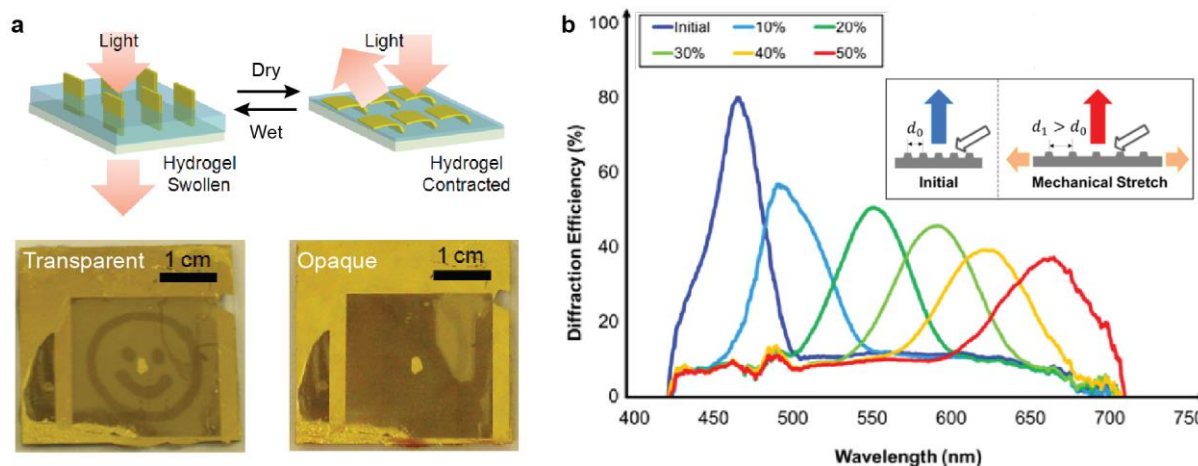 a
Light
Light
Dry
Wet
Hydrogel
Swollen
Hydrogel
Contracted
Transparent
1 cm
Opaque
1 cm
b
Initial
10%
20%
30%
40%
50%
Diffraction Efficiency (%)
100
80
60
40
20
0
400
450
500
550
600
650
700
750
Wavelength (nm)
d₀
Initial
d₁ > d₀
Mechanical Stretch